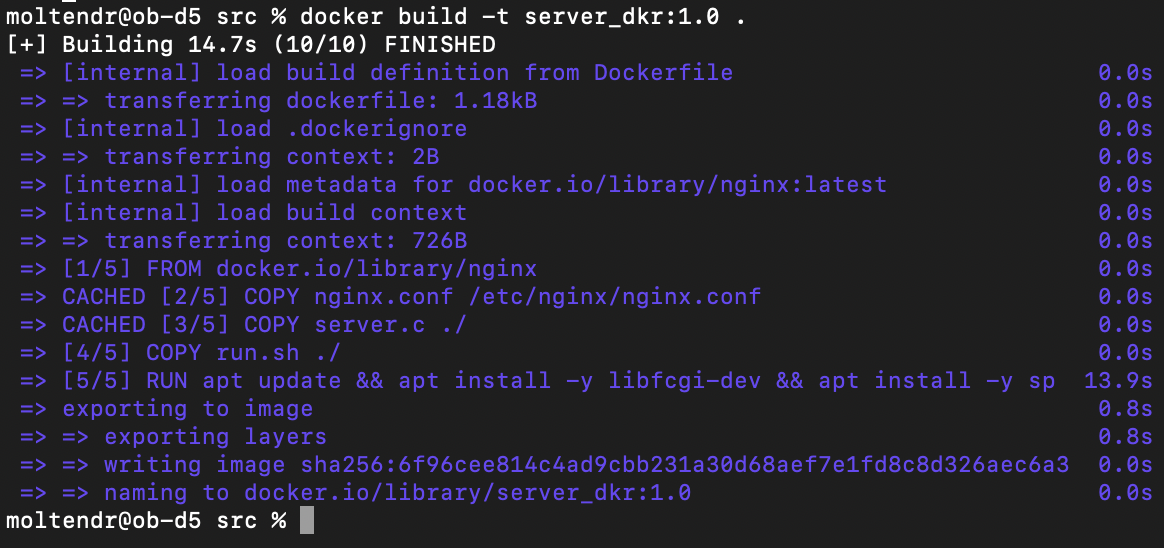 moltendr@ob-d5 src % docker build -t server_dkr:1.0 .
[+] Building 14.7s (10/10) FINISHED
=> [internal] load build definition from Dockerfile 0.0s
=> => transferring dockerfile: 1.18kB 0.0s
=> [internal] load .dockerignore 0.0s
=> => transferring context: 2B 0.0s
=> [internal] load metadata for docker.io/library/nginx:latest 0.0s
=> [internal] load build context 0.0s
=> => transferring context: 726B 0.0s
=> [1/5] FROM docker.io/library/nginx 0.0s
=> CACHED [2/5] COPY nginx.conf /etc/nginx/nginx.conf 0.0s
=> CACHED [3/5] COPY server.c ./ 0.0s
=> [4/5] COPY run.sh ./ 0.0s
=> [5/5] RUN apt update && apt install -y libfcgi-dev && apt install -y sp 13.9s
=> exporting to image 0.8s
=> => exporting layers 0.8s
=> => writing image sha256:6f96cee814c4ad9cbb231a30d68aef7e1fd8c8d326aec6a3 0.0s
=> => naming to docker.io/library/server_dkr:1.0 0.0s
moltendr@ob-d5 src %